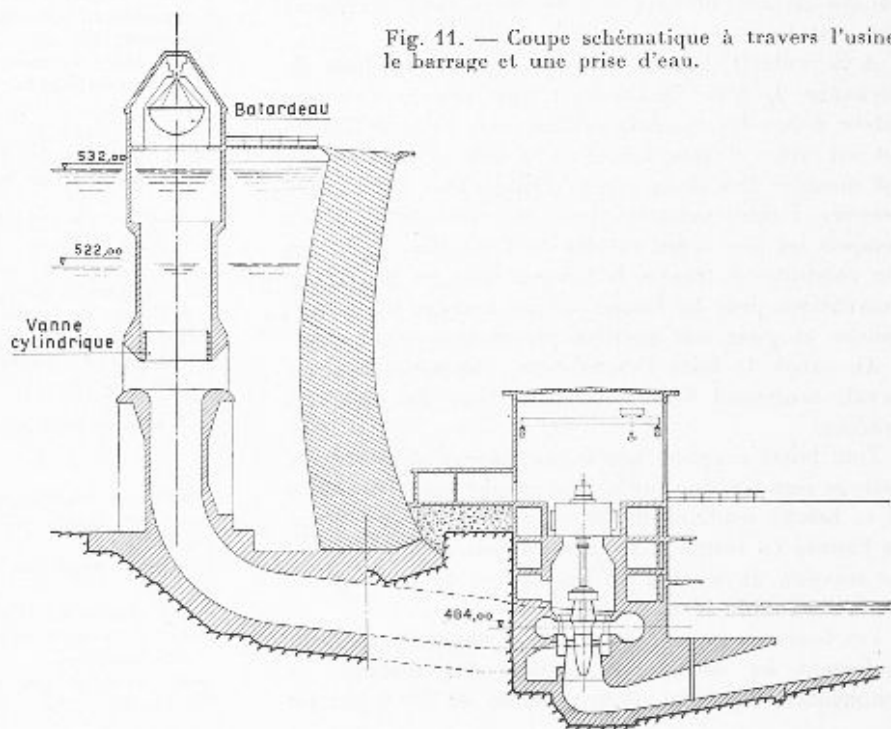 Fig. 11. — Coupe schématique à travers l'usine
le barrage et une prise d'eau.
Batardeau
532,00
522,00
Vanne
cylindrique
484,00